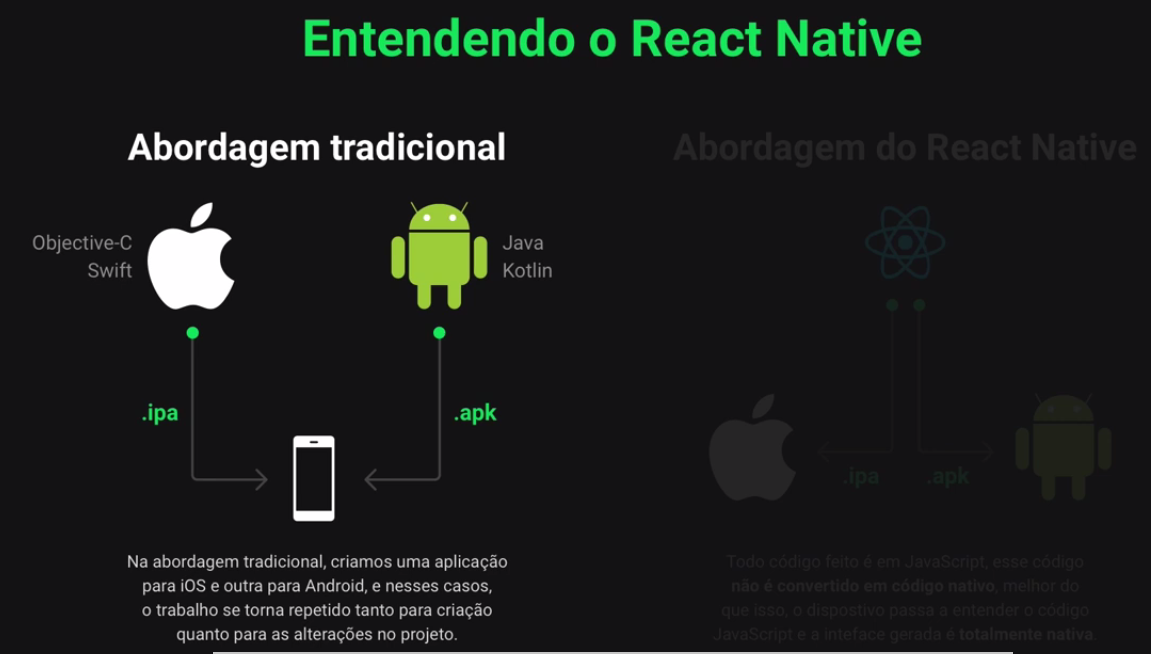 Entendendo o React Native
Abordagem tradicional
Objective-C
Swift
Java
Kotlin
.ipa
.apk
Na abordagem tradicional, criamos uma aplicação
para iOS e outra para Android, e nesses casos,
o trabalho se torna repetido tanto para criação
quanto para as alterações no projeto.
Abordagem do React Native
.ipa
.apk
Todo código feito é em JavaScript, esse código
não é convertido em código nativo, melhor do
que isso, o dispostivo passa a entender o código
JavaScript e a inteface gerada é totalmente nativa.